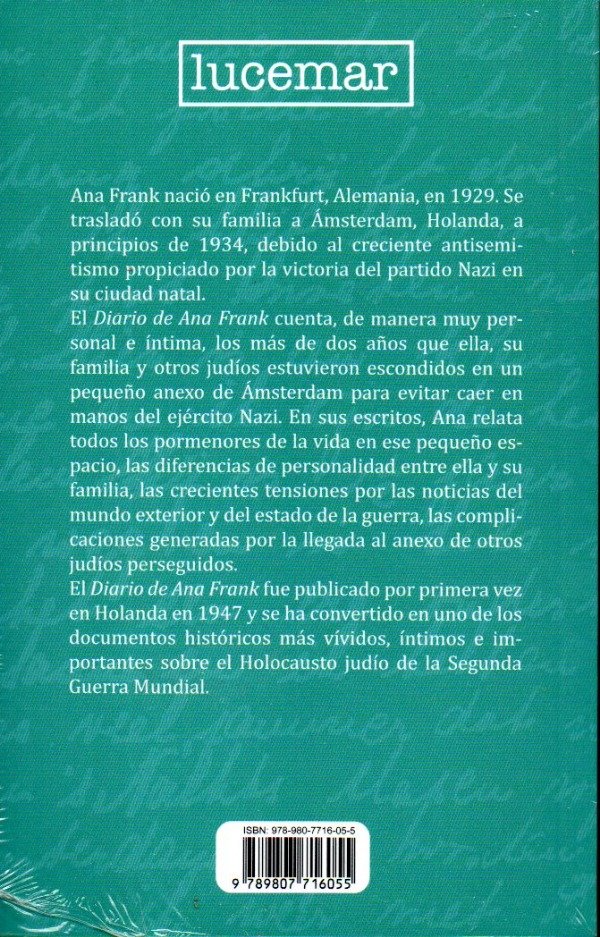 lucemar
Ana Frank nació en Frankfurt, Alemania, en 1929. Se
trasladó con su familia a Ámsterdam, Holanda, a
principios de 1934, debido al creciente antisemi-
tismo propiciado por la victoria del partido Nazi en
su ciudad natal.
El Diario de Ana Frank cuenta, de manera muy per-
sonal e íntima, los más de dos años que ella, su
familia y otros judíos estuvieron escondidos en un
pequeño anexo de Ámsterdam para evitar caer en
manos del ejército Nazi. En sus escritos, Ana relata
todos los pormenores de la vida en ese pequeño es-
pacio, las diferencias de personalidad entre ella y su
familia, las crecientes tensiones por las noticias del
mundo exterior y del estado de la guerra, las compli-
caciones generadas por la llegada al anexo de otros
judíos perseguidos.
El Diario de Ana Frank fue publicado por primera vez
en Holanda en 1947 y se ha convertido en uno de los
documentos históricos más vívidos, íntimos e im-
portantes sobre el Holocausto judío de la Segunda
Guerra Mundial.
ISBN: 978-980-7716-05-5
9 789807 716055